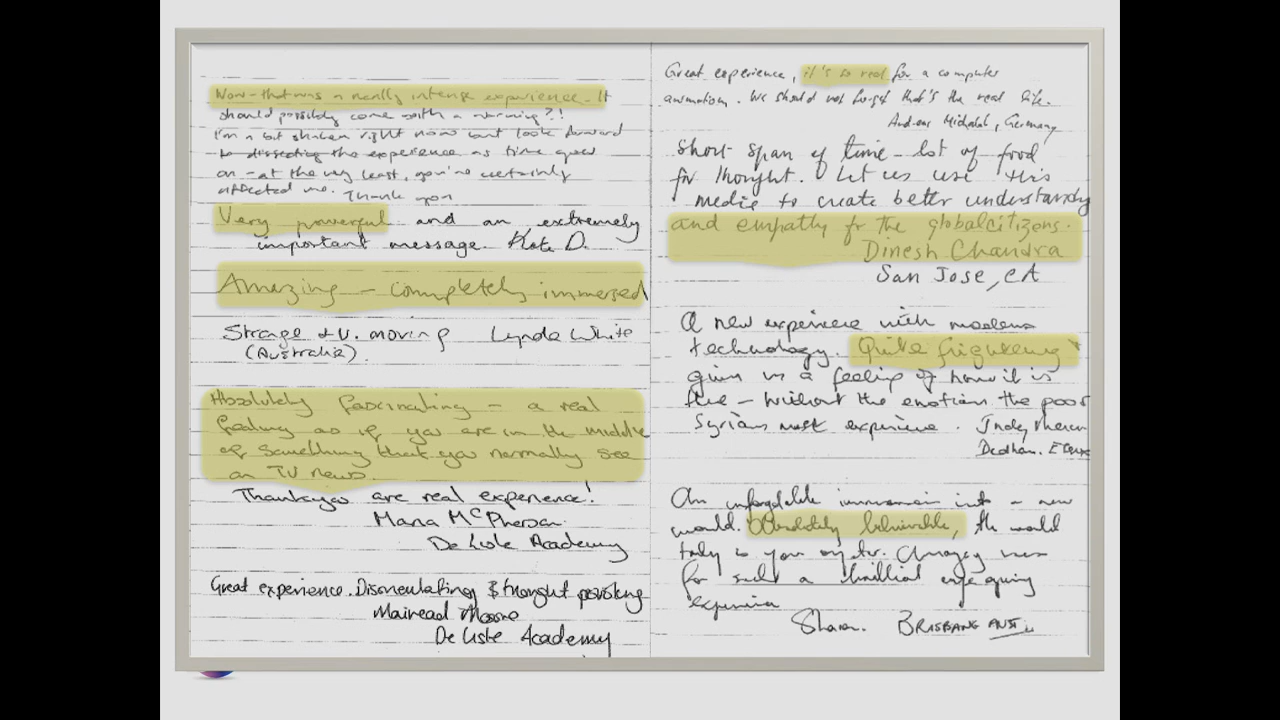 Wow - that was a really intense experience. It
should possibly come with a warning?!
I'm a bit shaken right now but look forward
to dissecting the experience as time goes
on - at the very least, you've certainly
affected me. Thank you
Very powerful and an extremely
important message. Kate D.
Amazing - completely immersed
Strage & v. moving Lynda White
(Australia).
Absolutely fascinating - a real
feeling as if you are in the middle
of something that you normally see
on TV news.
Thankyou are real experience!
Maria McPherson
De Lisle Academy
Great experience. Disorientating & thought provoking
Mairead Moore
De Lisle Academy
Great experience, it's so real for a computer
animation. We should not forget that's the real life.
Andreas, Germany
Short span of time - lot of food
for thought. Let us use this
media to create better understanding
and empathy for the global citizens.
Dinesh Chandra
San Jose, CA
A new experience with modern
technology. Quite frightening
gives us a feeling of how it is
like - without the emotion the poor
Syrians must experience.
Dedham.
An unforgettable immersion into a new
world. Absolutely believable, the world
today is your oyster.
for such a brilliant
experience
Sharon. BRISBANE AUST.